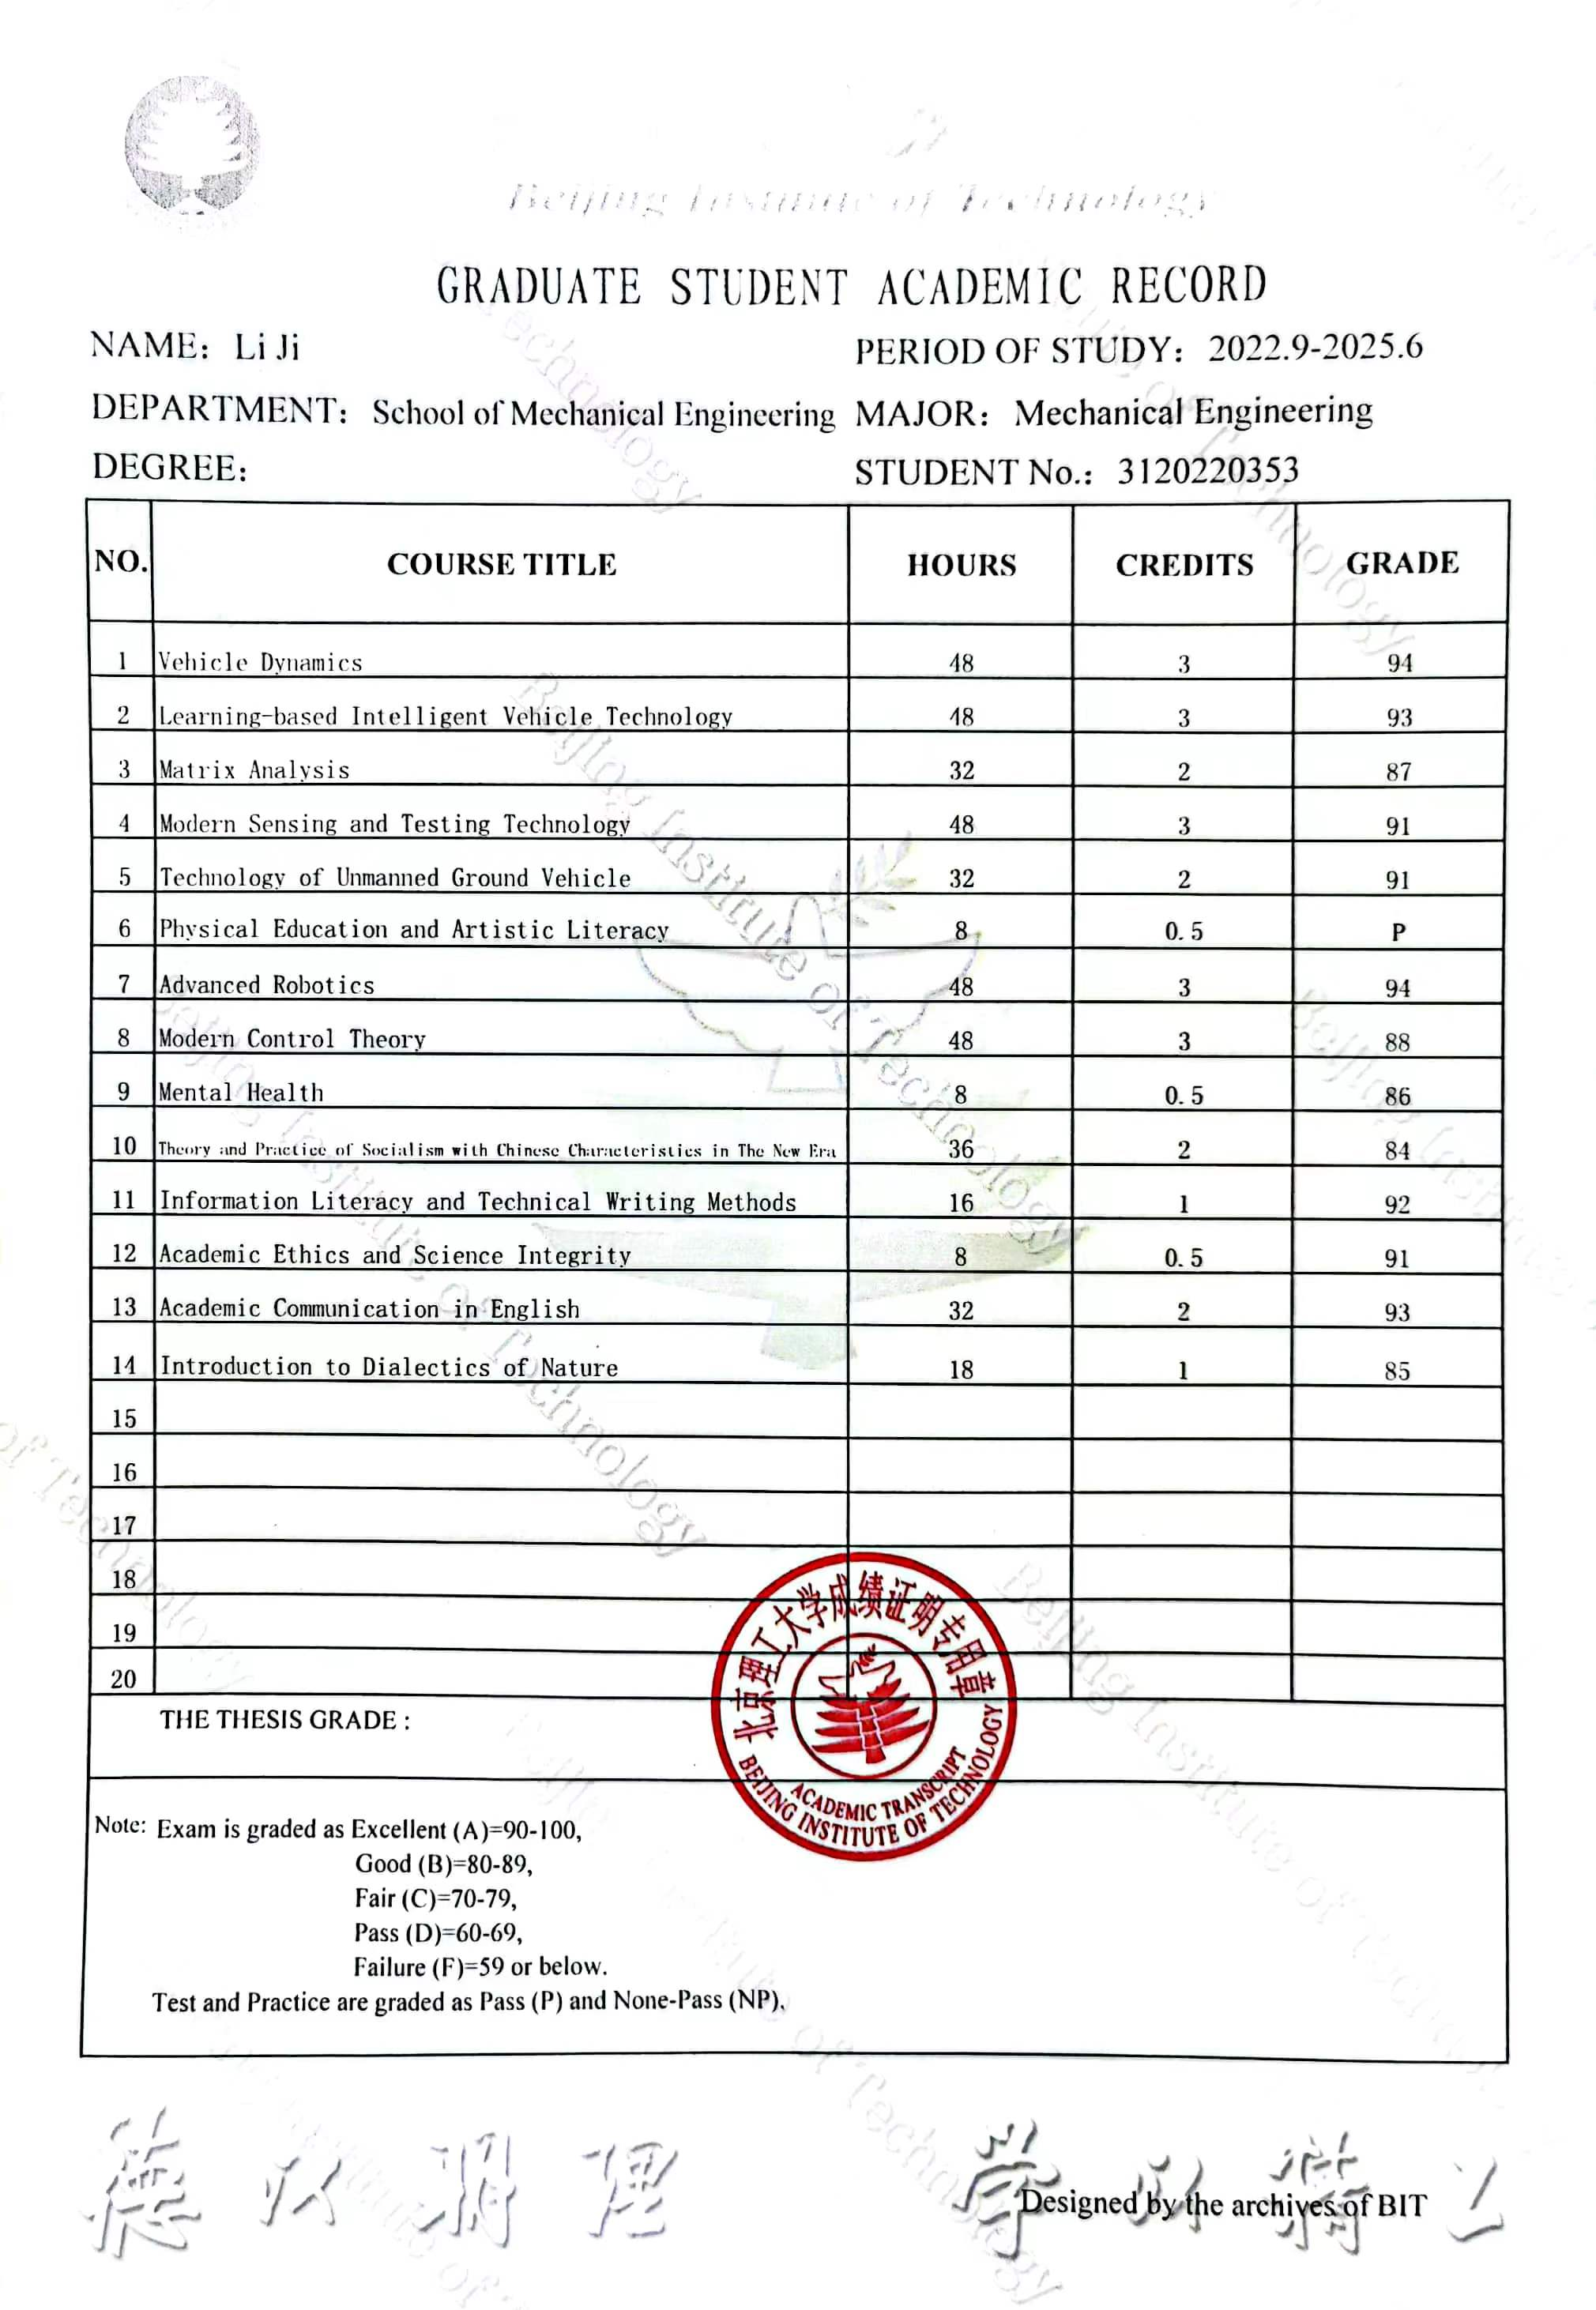 Beijing Institute of Technology
GRADUATE STUDENT ACADEMIC RECORD
NAME: Li Ji PERIOD OF STUDY: 2022.9-2025.6
DEPARTMENT: School of Mechanical Engineering MAJOR: Mechanical Engineering
DEGREE: STUDENT No.: 3120220353
NO. COURSE TITLE HOURS CREDITS GRADE
1 Vehicle Dynamics 48 3 94
2 Learning-based Intelligent Vehicle Technology 48 3 93
3 Matrix Analysis 32 2 87
4 Modern Sensing and Testing Technology 48 3 91
5 Technology of Unmanned Ground Vehicle 32 2 91
6 Physical Education and Artistic Literacy 8 0.5 P
7 Advanced Robotics 48 3 94
8 Modern Control Theory 48 3 88
9 Mental Health 8 0.5 86
10 Theory and Practice of Socialism with Chinese Characteristics in The New Era 36 2 84
11 Information Literacy and Technical Writing Methods 16 1 92
12 Academic Ethics and Science Integrity 8 0.5 91
13 Academic Communication in English 32 2 93
14 Introduction to Dialectics of Nature 18 1 85
15
16
17
18
19
20
北京理工大学成绩证明专用章
ACADEMIC TRANSCRIPT
BEIJING INSTITUTE OF TECHNOLOGY
THE THESIS GRADE :
Note: Exam is graded as Excellent (A)=90-100,
Good (B)=80-89,
Fair (C)=70-79,
Pass (D)=60-69,
Failure (F)=59 or below.
Test and Practice are graded as Pass (P) and None-Pass (NP).
德以明理 学以精工
Designed by the archives of BIT